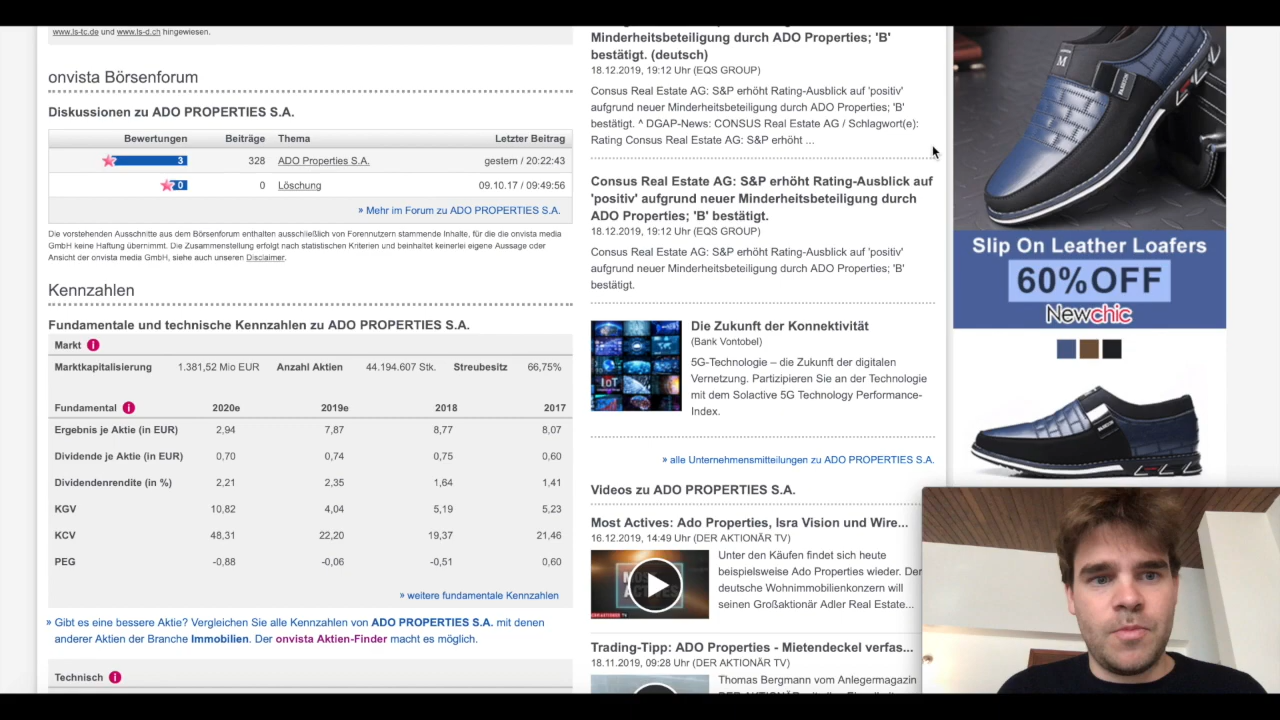 www.ls-tc.de und www.ls-d.ch hingewiesen.
onvista Börsenforum
Diskussionen zu ADO PROPERTIES S.A.
Bewertungen Beiträge Thema Letzter Beitrag
3 328 ADO Properties S.A. gestern / 20:22:43
0 0 Löschung 09.10.17 / 09:49:56
» Mehr im Forum zu ADO PROPERTIES S.A.
Die vorstehenden Ausschnitte aus dem Börsenforum enthalten ausschließlich von Forennutzern stammende Inhalte, für die die onvista media
GmbH keine Haftung übernimmt. Die Zusammenstellung erfolgt nach statistischen Kriterien und beinhaltet keinerlei eigene Aussage oder
Ansicht der onvista media GmbH, siehe auch unseren Disclaimer.
Kennzahlen
Fundamentale und technische Kennzahlen zu ADO PROPERTIES S.A.
Markt i
Marktkapitalisierung 1.381,52 Mio EUR Anzahl Aktien 44.194.607 Stk. Streubesitz 66,75%
Fundamental i 2020e 2019e 2018 2017
Ergebnis je Aktie (in EUR) 2,94 7,87 8,77 8,07
Dividende je Aktie (in EUR) 0,70 0,74 0,75 0,60
Dividendenrendite (in %) 2,21 2,35 1,64 1,41
KGV 10,82 4,04 5,19 5,23
KCV 48,31 22,20 19,37 21,46
PEG -0,88 -0,06 -0,51 0,60
» weitere fundamentale Kennzahlen
» Gibt es eine bessere Aktie? Vergleichen Sie alle Kennzahlen von ADO PROPERTIES S.A. mit denen
anderer Aktien der Branche Immobilien. Der onvista Aktien-Finder macht es möglich.
Technisch i
Minderheitsbeteiligung durch ADO Properties; 'B'
bestätigt. (deutsch)
18.12.2019, 19:12 Uhr (EQS GROUP)
Consus Real Estate AG: S&P erhöht Rating-Ausblick auf 'positiv'
aufgrund neuer Minderheitsbeteiligung durch ADO Properties; 'B'
bestätigt. ^ DGAP-News: CONSUS Real Estate AG / Schlagwort(e):
Rating Consus Real Estate AG: S&P erhöht ...
Consus Real Estate AG: S&P erhöht Rating-Ausblick auf
'positiv' aufgrund neuer Minderheitsbeteiligung durch
ADO Properties; 'B' bestätigt.
18.12.2019, 19:12 Uhr (EQS GROUP)
Consus Real Estate AG: S&P erhöht Rating-Ausblick auf 'positiv'
aufgrund neuer Minderheitsbeteiligung durch ADO Properties; 'B'
bestätigt.
IoT
Die Zukunft der Konnektivität
(Bank Vontobel)
5G-Technologie – die Zukunft der digitalen
Vernetzung. Partizipieren Sie an der Technologie
mit dem Solactive 5G Technology Performance-
Index.
» alle Unternehmensmitteilungen zu ADO PROPERTIES S.A.
Videos zu ADO PROPERTIES S.A.
Most Actives: Ado Properties, Isra Vision und Wire...
16.12.2019, 14:49 Uhr (DER AKTIONÄR TV)
Unter den Käufen findet sich heute
beispielsweise Ado Properties wieder. Der
deutsche Wohnimmobilienkonzern will
seinen Großaktionär Adler Real Estate...
Trading-Tipp: ADO Properties - Mietendeckel verfas...
18.11.2019, 09:28 Uhr (DER AKTIONÄR TV)
Thomas Bergmann vom Anlegermagazin
M
Slip On Leather Loafers
60%OFF
Newchic